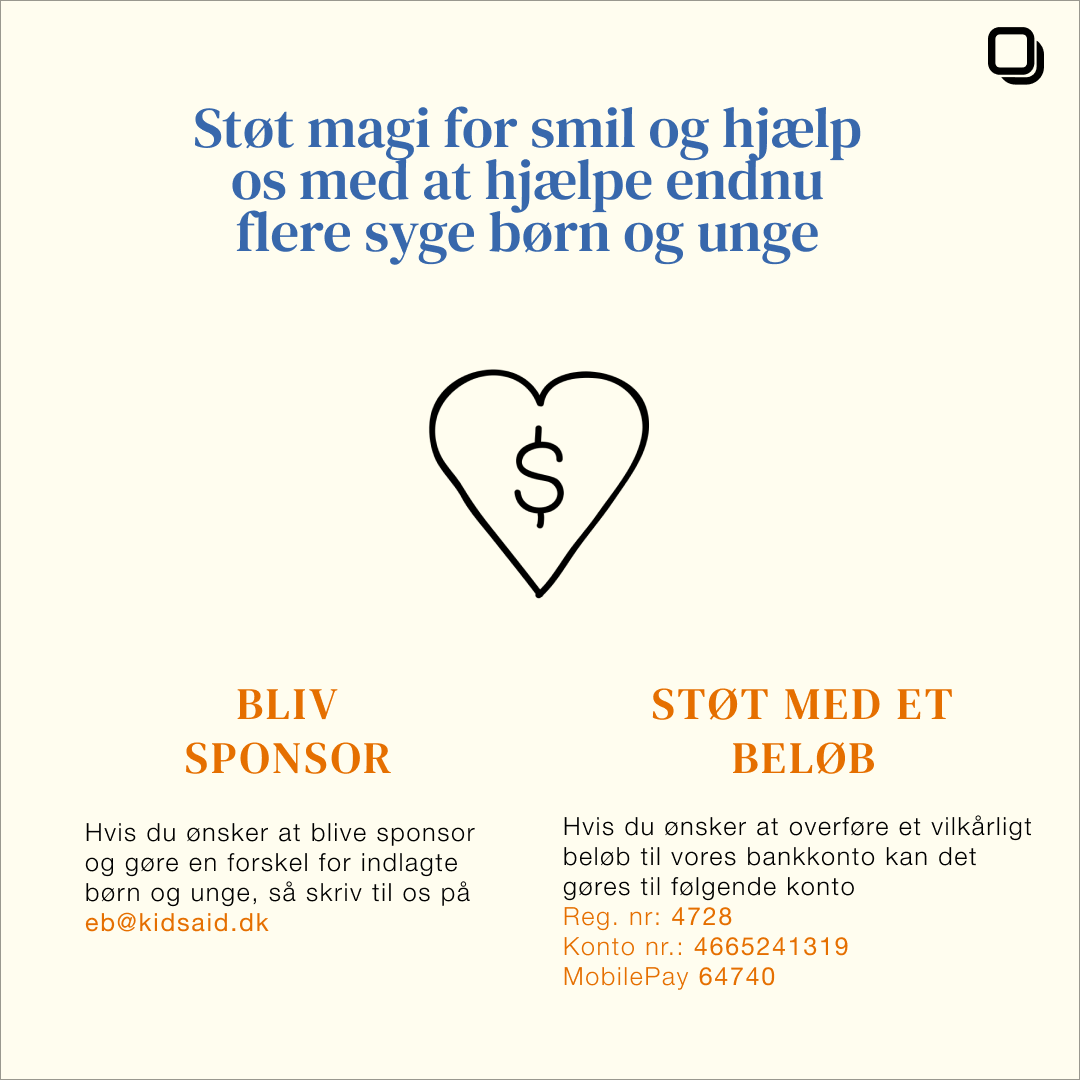 Støt magi for smil og hjælp
os med at hjælpe endnu
flere syge børn og unge
$
BLIV
SPONSOR
Hvis du ønsker at blive sponsor
og gøre en forskel for indlagte
børn og unge, så skriv til os på
eb@kidsaid.dk
STØT MED ET
BELØB
Hvis du ønsker at overføre et vilkårligt
beløb til vores bankkonto kan det
gøres til følgende konto
Reg. nr: 4728
Konto nr.: 4665241319
MobilePay 64740